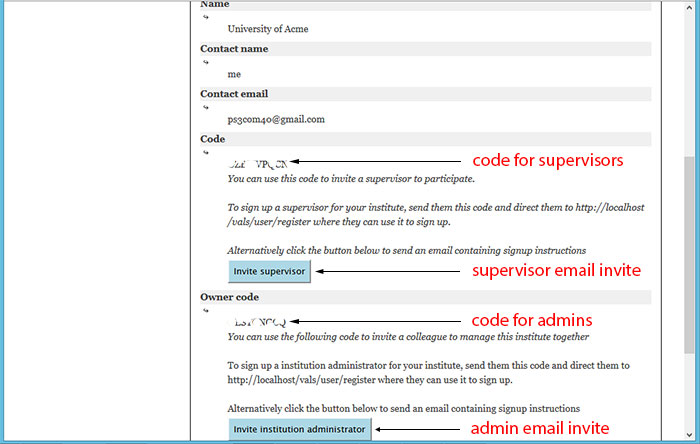 Name
University of Acme
Contact name
me
Contact email
ps3com40@gmail.com
Code
code for supervisors
You can use this code to invite a supervisor to participate.
To sign up a supervisor for your institute, send them this code and direct them to http://localhost
/vals/user/register where they can use it to sign up.
Alternatively click the button below to send an email containing signup instructions
Invite supervisor
supervisor email invite
Owner code
code for admins
You can use the following code to invite a colleague to manage this institute together
To sign up a institution administrator for your institute, send them this code and direct them to
http://localhost/vals/user/register where they can use it to sign up.
Alternatively click the button below to send an email containing signup instructions
Invite institution administrator
admin email invite